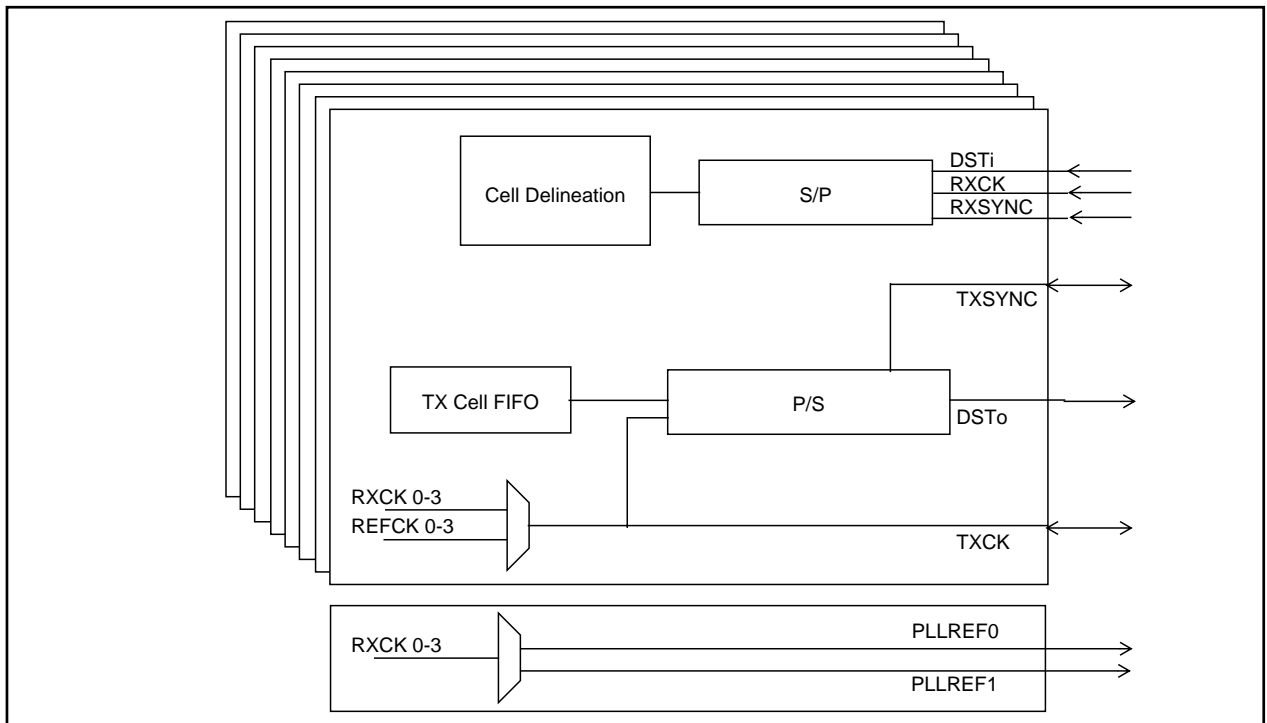 DSTi
RXCK
RXSYNC
Cell Delineation
S/P
TXSYNC
TX Cell FIFO
P/S
DSTo
RXCK 0-3
REFCK 0-3
TXCK
PLLREF0
RXCK 0-3
PLLREF1